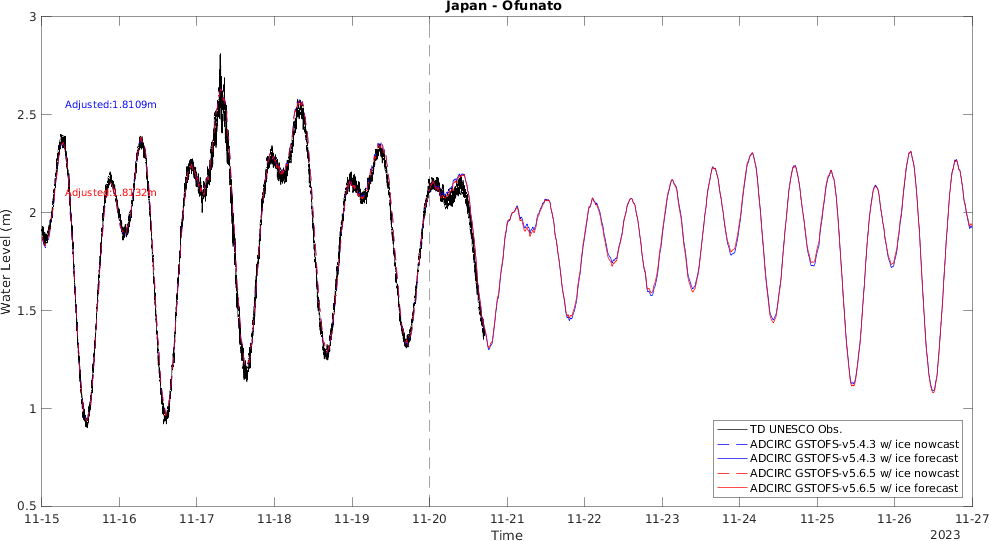 Japan - Ofunato
3
2.5
2
1.5
1
0.5
Water Level (m)
Adjusted:1.8109m
Adjusted:1.8132m
TD UNESCO Obs.
ADCIRC GSTOFS-v5.4.3 w/ ice nowcast
ADCIRC GSTOFS-v5.4.3 w/ ice forecast
ADCIRC GSTOFS-v5.6.5 w/ ice nowcast
ADCIRC GSTOFS-v5.6.5 w/ ice forecast
11-15 11-16 11-17 11-18 11-19 11-20 11-21 11-22 11-23 11-24 11-25 11-26 11-27
Time
2023